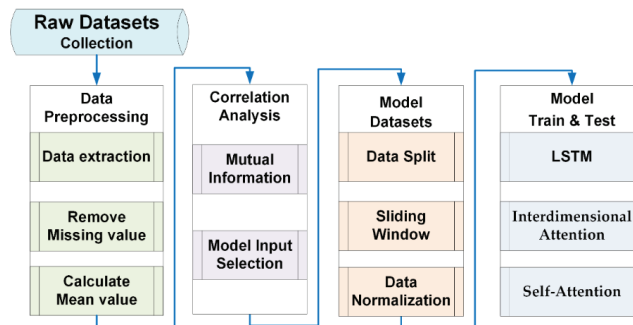 Raw Datasets
Collection
Data
Preprocessing
Data extraction
Remove
Missing value
Calculate
Mean value
Correlation
Analysis
Mutual
Information
Model Input
Selection
Model
Datasets
Data Split
Sliding
Window
Data
Normalization
Model
Train & Test
LSTM
Interdimensional
Attention
Self-Attention